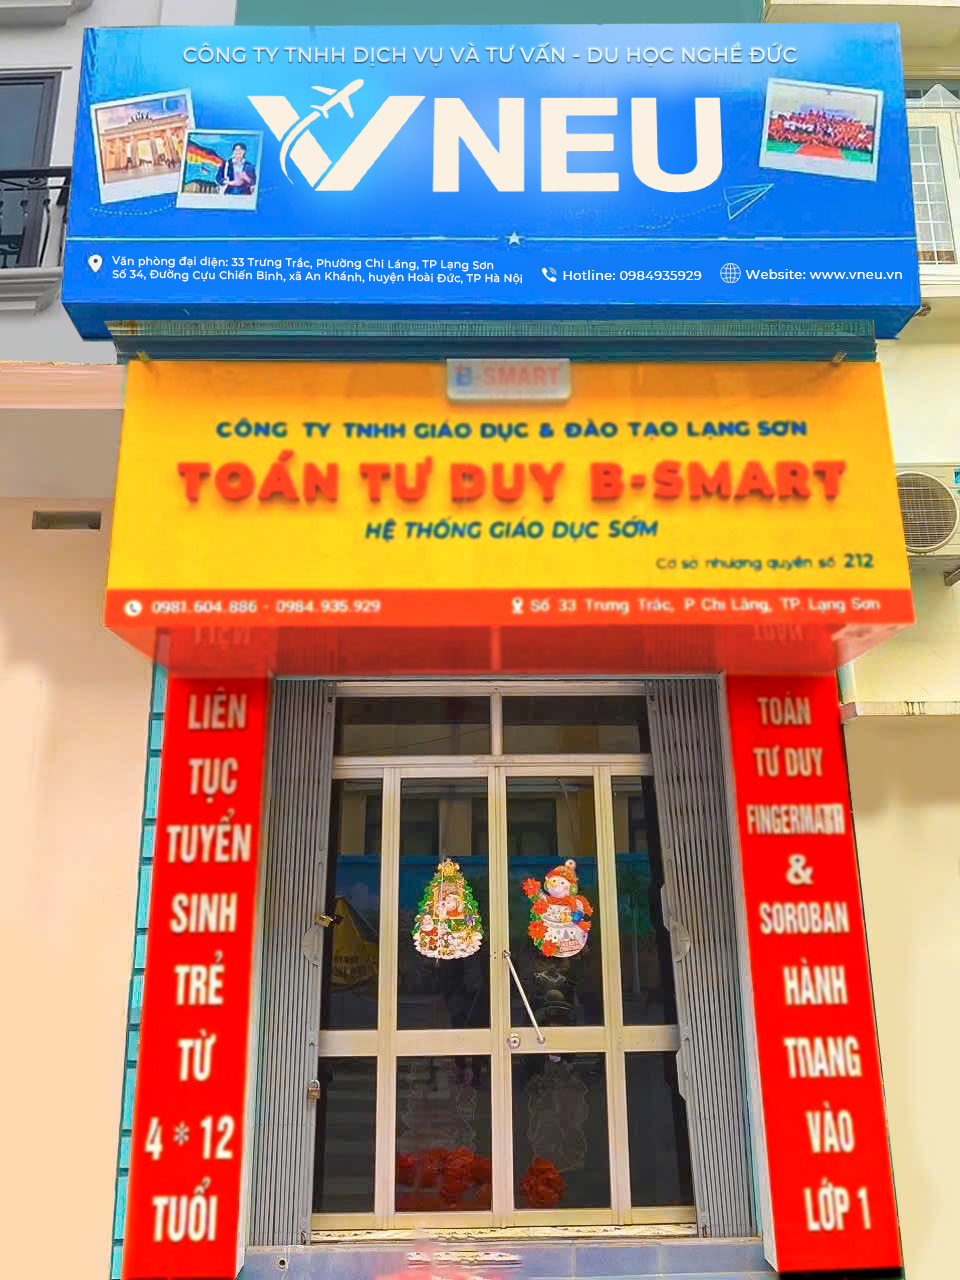 CÔNG TY TNHH DỊCH VỤ VÀ TƯ VẤN - DU HỌC NGHỀ ĐỨC
VNEU
Văn phòng đại diện: 33 Trưng Trắc, Phường Chi Láng, TP Lạng Sơn
Số 34, Đường Cựu Chiến Binh, xã An Khánh, huyện Hoài Đức, TP Hà Nội
Hotline: 0984935929
Website: www.vneu.vn
B-SMART
CÔNG TY TNHH GIÁO DỤC & ĐÀO TẠO LẠNG SƠN
TOÁN TƯ DUY B-SMART
HỆ THỐNG GIÁO DỤC SỚM
Cơ sở nhượng quyền số 212
0981.604.886 - 0984.935.929
Số 33 Trưng Trắc, P. Chi Lăng, TP. Lạng Sơn
LIÊN
TỤC
TUYỂN
SINH
TRẺ
TỪ
4 * 12
TUỔI
TOÁN
TƯ DUY
FINGERMATH
&
SOROBAN
HÀNH
TRANG
VÀO
LỚP 1